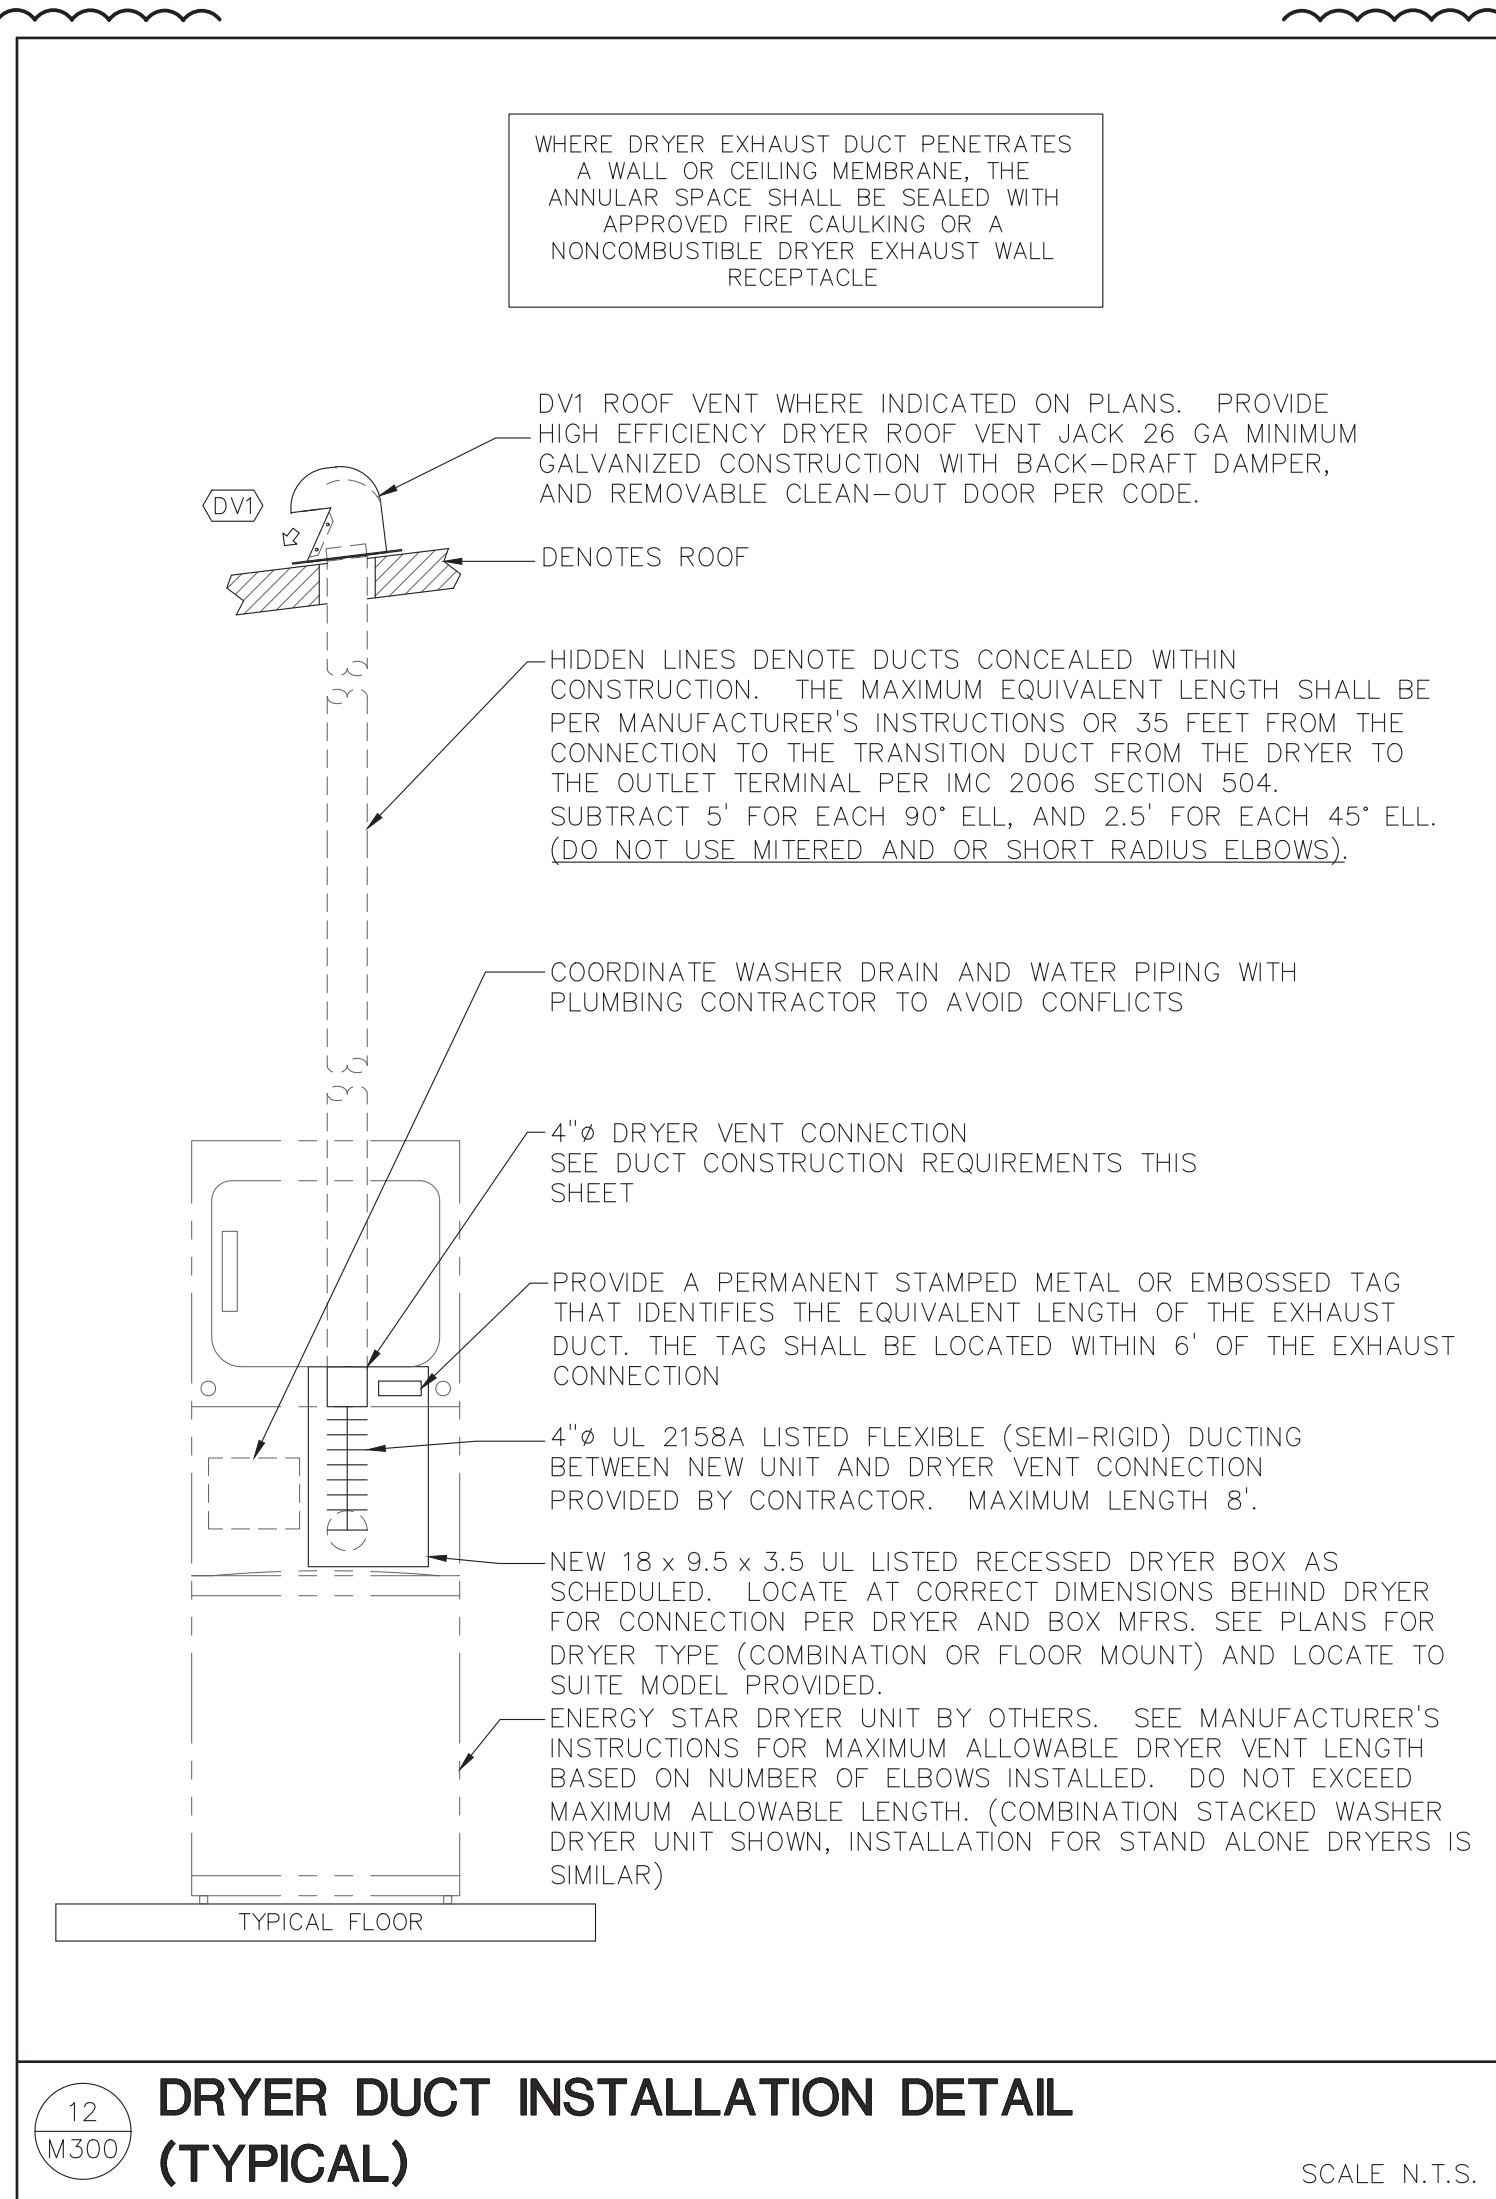 WHERE DRYER EXHAUST DUCT PENETRATES
A WALL OR CEILING MEMBRANE, THE
ANNULAR SPACE SHALL BE SEALED WITH
APPROVED FIRE CAULKING OR A
NONCOMBUSTIBLE DRYER EXHAUST WALL
RECEPTACLE
DV1 ROOF VENT WHERE INDICATED ON PLANS. PROVIDE
HIGH EFFICIENCY DRYER ROOF VENT JACK 26 GA MINIMUM
GALVANIZED CONSTRUCTION WITH BACK-DRAFT DAMPER,
AND REMOVABLE CLEAN-OUT DOOR PER CODE.
DV1
DENOTES ROOF
HIDDEN LINES DENOTE DUCTS CONCEALED WITHIN
CONSTRUCTION. THE MAXIMUM EQUIVALENT LENGTH SHALL BE
PER MANUFACTURER'S INSTRUCTIONS OR 35 FEET FROM THE
CONNECTION TO THE TRANSITION DUCT FROM THE DRYER TO
THE OUTLET TERMINAL PER IMC 2006 SECTION 504.
SUBTRACT 5' FOR EACH 90° ELL, AND 2.5' FOR EACH 45° ELL.
(DO NOT USE MITERED AND OR SHORT RADIUS ELBOWS).
COORDINATE WASHER DRAIN AND WATER PIPING WITH
PLUMBING CONTRACTOR TO AVOID CONFLICTS
4"ø DRYER VENT CONNECTION
SEE DUCT CONSTRUCTION REQUIREMENTS THIS
SHEET
PROVIDE A PERMANENT STAMPED METAL OR EMBOSSED TAG
THAT IDENTIFIES THE EQUIVALENT LENGTH OF THE EXHAUST
DUCT. THE TAG SHALL BE LOCATED WITHIN 6' OF THE EXHAUST
CONNECTION
4"ø UL 2158A LISTED FLEXIBLE (SEMI-RIGID) DUCTING
BETWEEN NEW UNIT AND DRYER VENT CONNECTION
PROVIDED BY CONTRACTOR. MAXIMUM LENGTH 8'.
NEW 18 x 9.5 x 3.5 UL LISTED RECESSED DRYER BOX AS
SCHEDULED. LOCATE AT CORRECT DIMENSIONS BEHIND DRYER
FOR CONNECTION PER DRYER AND BOX MFRS. SEE PLANS FOR
DRYER TYPE (COMBINATION OR FLOOR MOUNT) AND LOCATE TO
SUITE MODEL PROVIDED.
ENERGY STAR DRYER UNIT BY OTHERS. SEE MANUFACTURER'S
INSTRUCTIONS FOR MAXIMUM ALLOWABLE DRYER VENT LENGTH
BASED ON NUMBER OF ELBOWS INSTALLED. DO NOT EXCEED
MAXIMUM ALLOWABLE LENGTH. (COMBINATION STACKED WASHER
DRYER UNIT SHOWN, INSTALLATION FOR STAND ALONE DRYERS IS
SIMILAR)
TYPICAL FLOOR
12
M300
DRYER DUCT INSTALLATION DETAIL
(TYPICAL)
SCALE N.T.S.